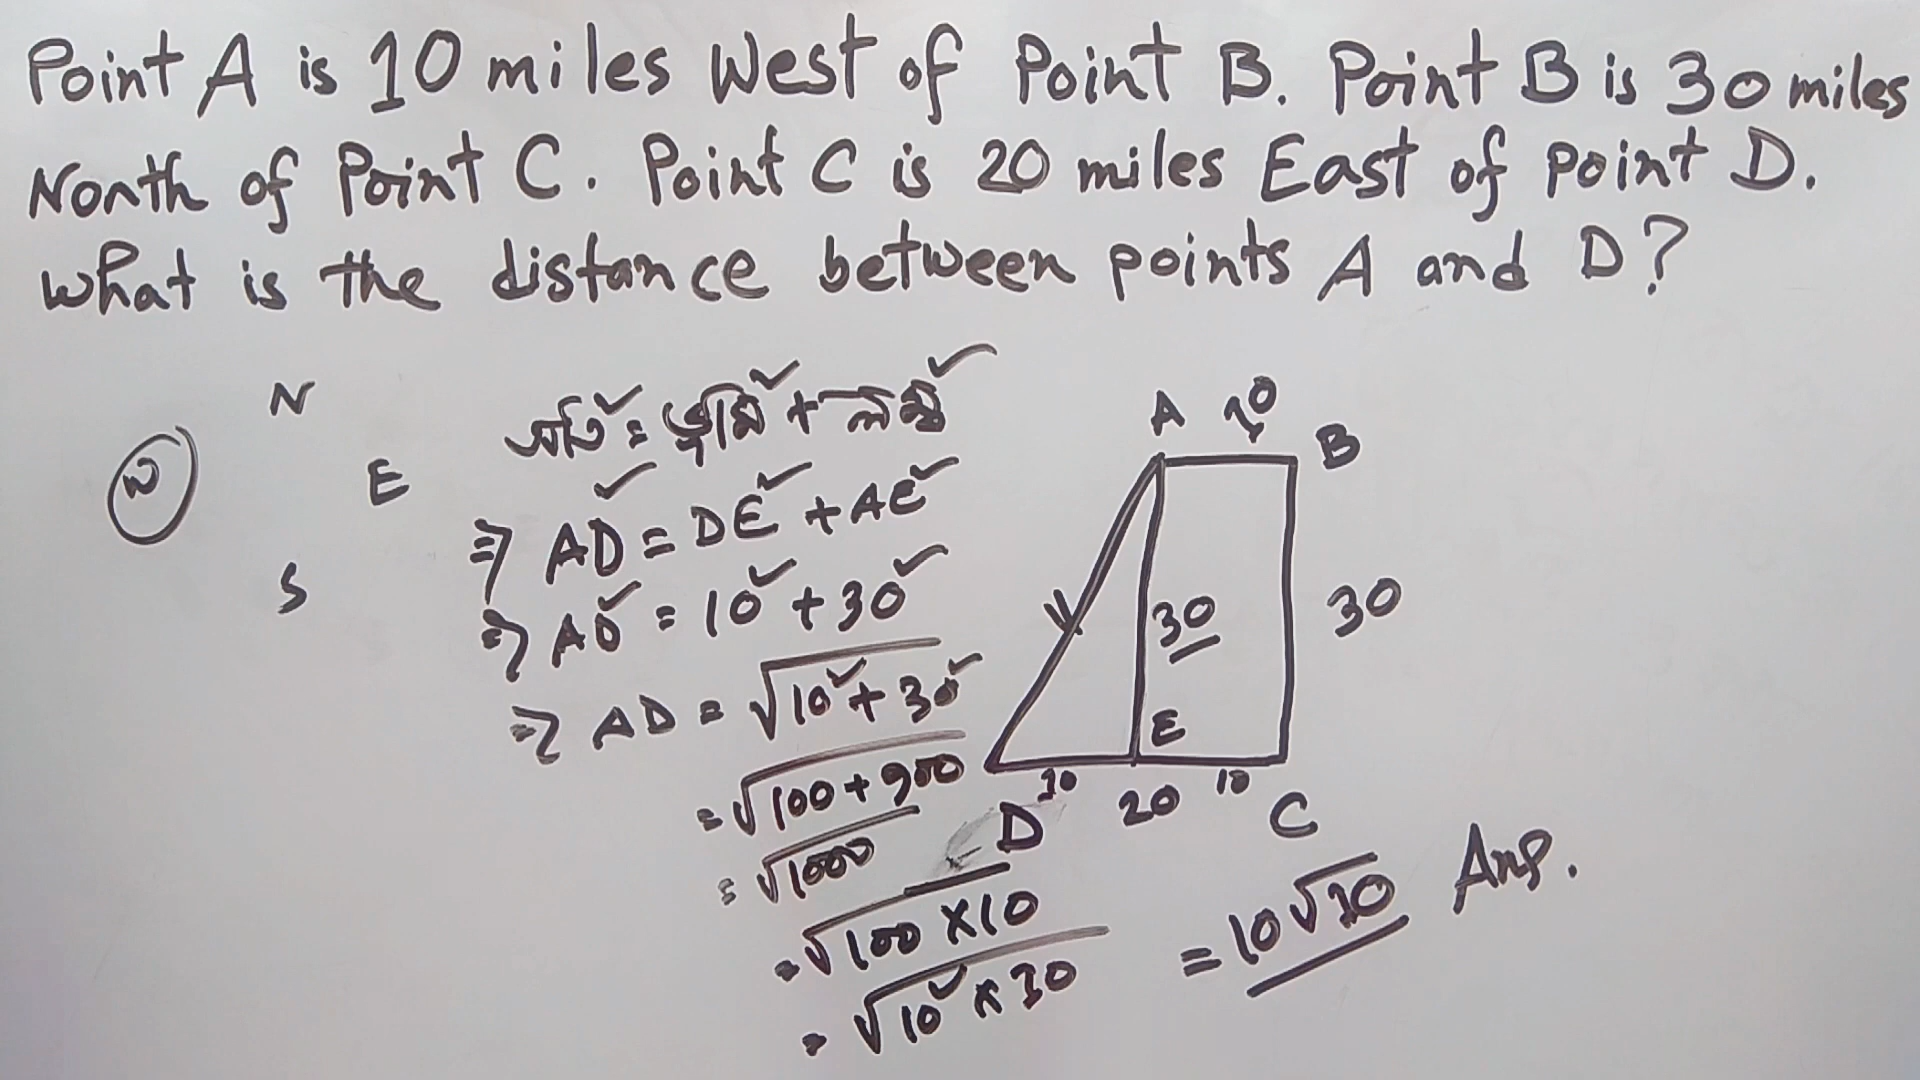 Point A is 10 miles West of Point B. Point B is 30 miles
North of Point C. Point C is 20 miles East of point D.
What is the distance between points A and D?
N
W
E
S
অতি² = ভূমি² + লম্ব²
⇒ AD² = DE² + AE²
⇒ AD² = 10² + 30²
⇒ AD = √10² + 30²
= √100 + 900
= √1000
= √100 × 10
= √10² × 10
= 10√10 Ans.
A 10 B
30
30
E
D 10 20 10 C